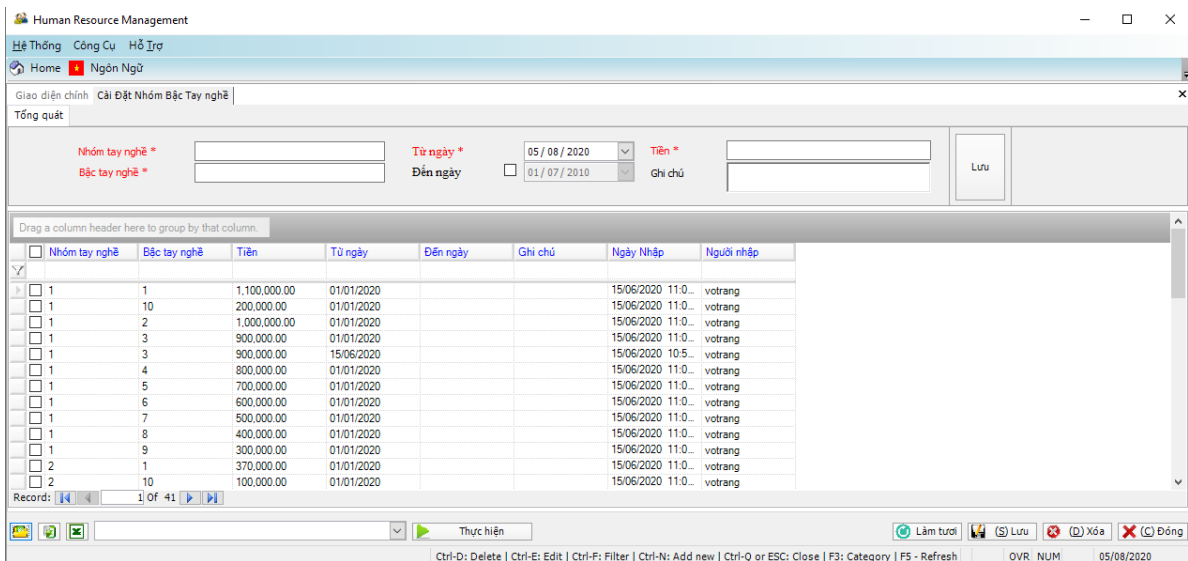 Human Resource Management
Hệ Thống Công Cụ Hỗ Trợ
Home Ngôn Ngữ
Giao diện chính Cài Đặt Nhóm Bậc Tay nghề
Tổng quát
Nhóm tay nghề * Từ ngày * 05/08/2020 Tiền *
Bậc tay nghề * Đến ngày 01/07/2010 Ghi chú
Lưu
Drag a column header here to group by that column.
Nhóm tay nghề Bậc tay nghề Tiền Từ ngày Đến ngày Ghi chú Ngày Nhập Người nhập
1 1 1,100,000.00 01/01/2020 15/06/2020 11:0... votrang
1 10 200,000.00 01/01/2020 15/06/2020 11:0... votrang
1 2 1,000,000.00 01/01/2020 15/06/2020 11:0... votrang
1 3 900,000.00 01/01/2020 15/06/2020 11:0... votrang
1 3 900,000.00 15/06/2020 15/06/2020 10:5... votrang
1 4 800,000.00 01/01/2020 15/06/2020 11:0... votrang
1 5 700,000.00 01/01/2020 15/06/2020 11:0... votrang
1 6 600,000.00 01/01/2020 15/06/2020 11:0... votrang
1 7 500,000.00 01/01/2020 15/06/2020 11:0... votrang
1 8 400,000.00 01/01/2020 15/06/2020 11:0... votrang
1 9 300,000.00 01/01/2020 15/06/2020 11:0... votrang
2 1 370,000.00 01/01/2020 15/06/2020 11:0... votrang
2 10 100,000.00 01/01/2020 15/06/2020 11:0... votrang
Record: 1 Of 41
Thực hiện Làm tươi (S) Lưu (D) Xóa (C) Đóng
Ctrl-D: Delete | Ctrl-E: Edit | Ctrl-F: Filter | Ctrl-N: Add new | Ctrl-Q or ESC: Close | F3: Category | F5 - Refresh OVR NUM 05/08/2020